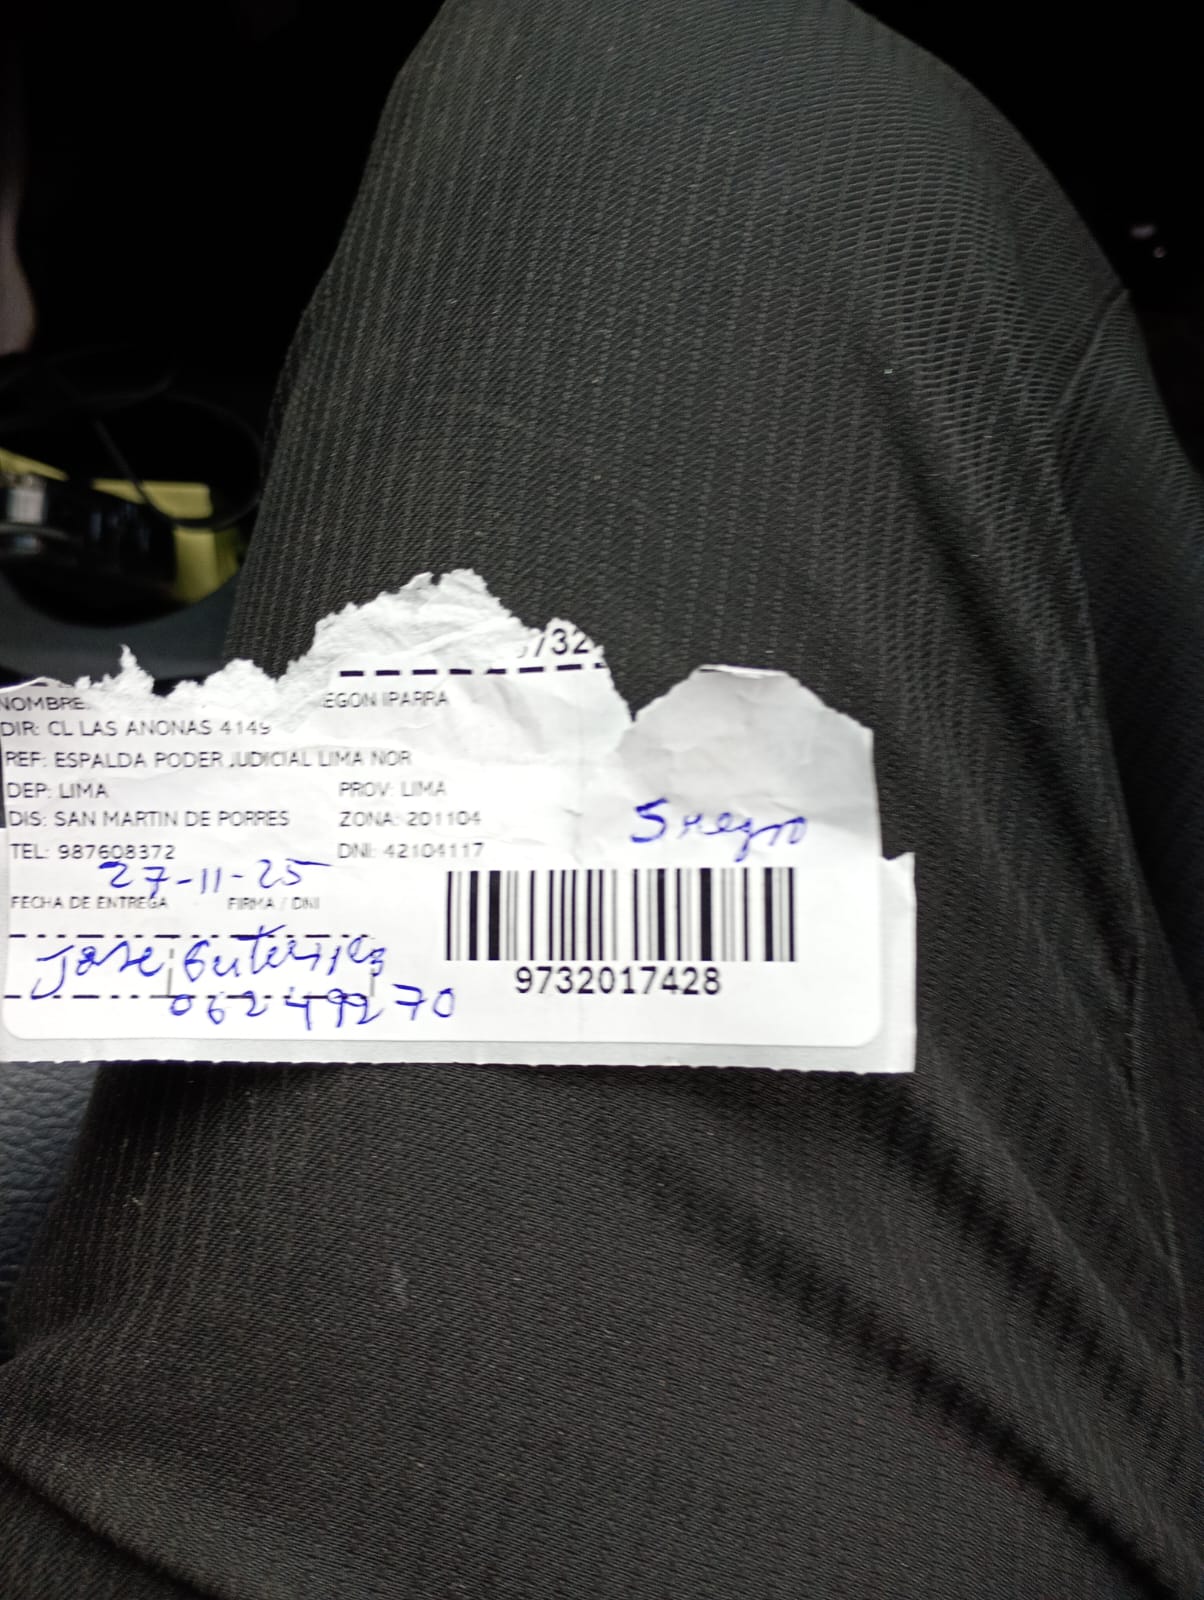 732
NOMBRE EGON IPARRA
DIR: CL LAS ANONAS 4149
REF: ESPALDA PODER JUDICIAL LIMA NOR
DEP: LIMA PROV: LIMA
DIS: SAN MARTIN DE PORRES ZONA: 201104
TEL: 987608372 DNI: 42104117
27-11-25
FECHA DE ENTREGA FIRMA / DNI
Jose Guterrez
06249270
9732017428